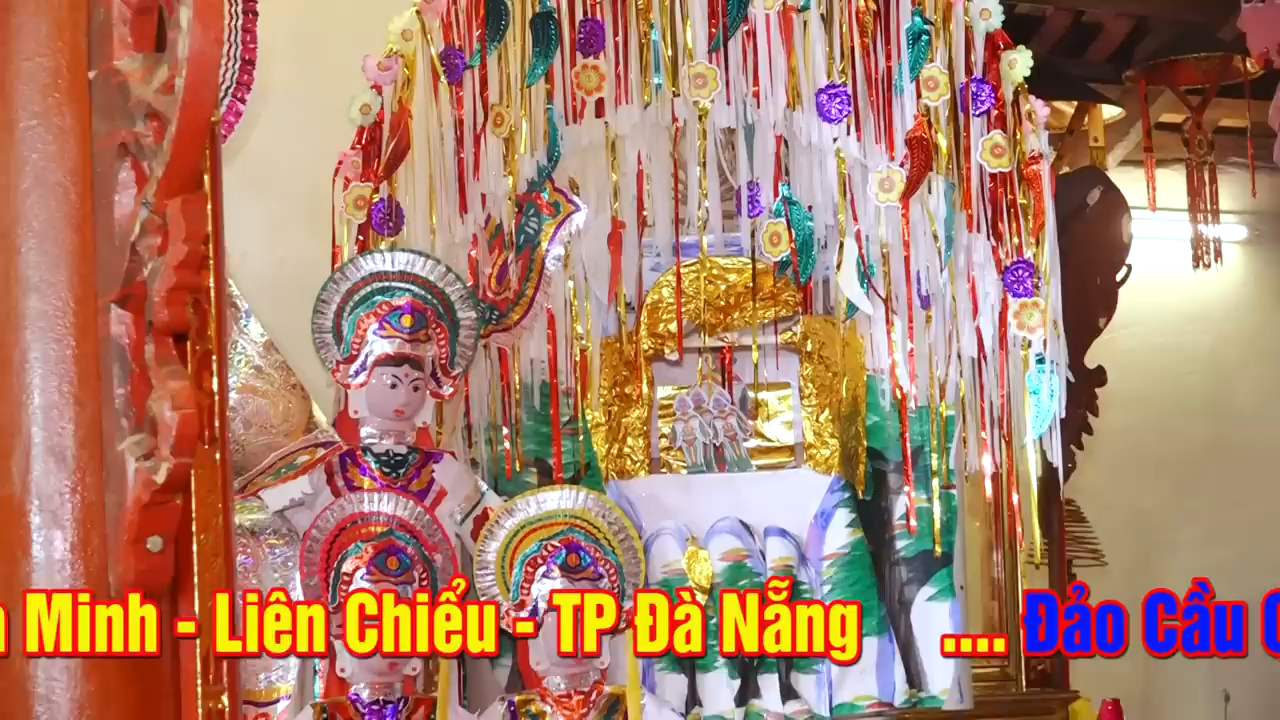 Minh - Liên Chiểu - TP Đà Nẵng .... Đảo Cầu